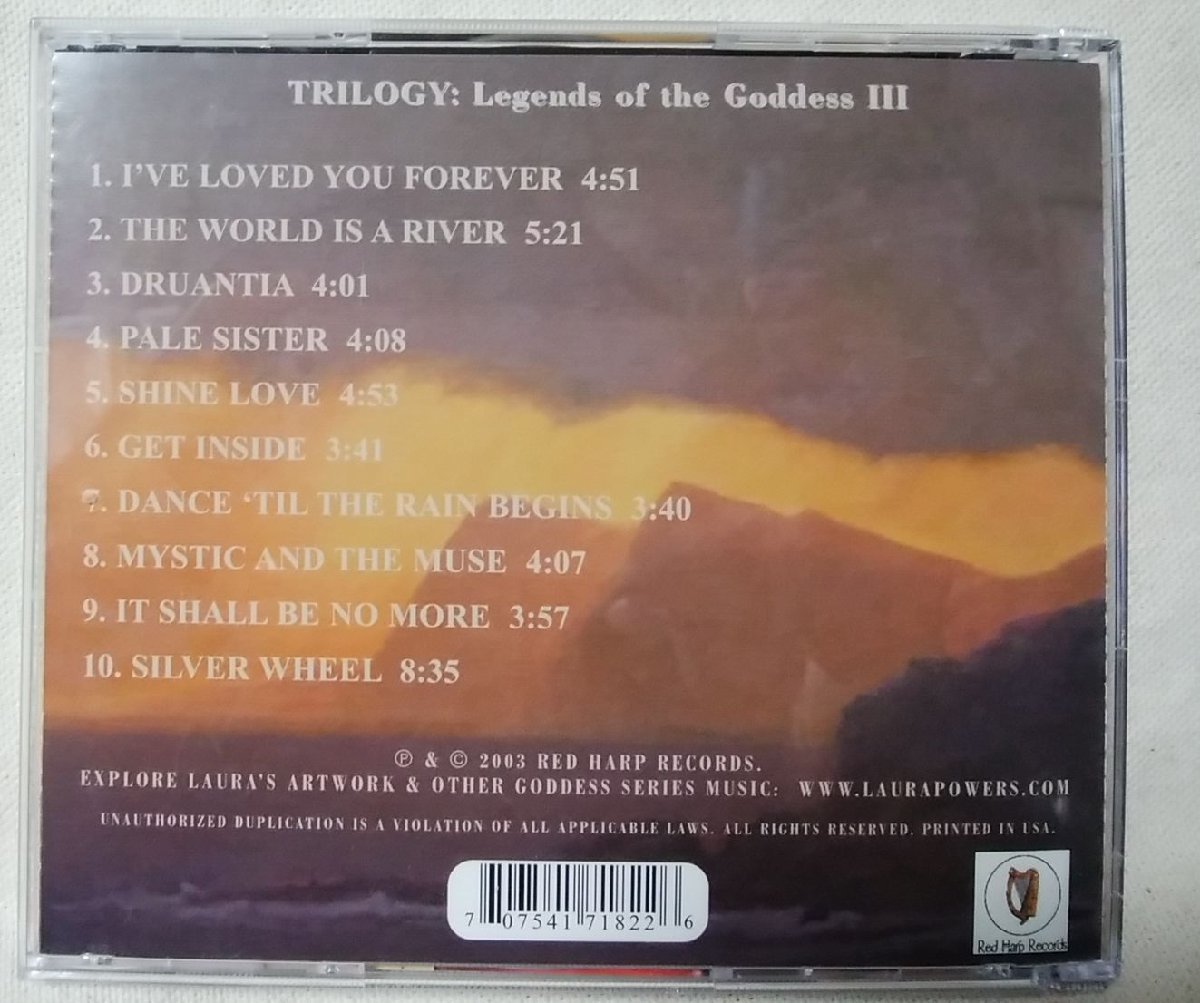 TRILOGY: Legends of the Goddess III
1. I'VE LOVED YOU FOREVER 4:51
2. THE WORLD IS A RIVER 5:21
3. DRUANTIA 4:01
4. PALE SISTER 4:08
5. SHINE LOVE 4:53
6. GET INSIDE 3:41
7. DANCE 'TIL THE RAIN BEGINS 3:40
8. MYSTIC AND THE MUSE 4:07
9. IT SHALL BE NO MORE 3:57
10. SILVER WHEEL 8:35
℗ & © 2003 RED HARP RECORDS.
EXPLORE LAURA'S ARTWORK & OTHER GODDESS SERIES MUSIC: WWW.LAURAPOWERS.COM
UNAUTHORIZED DUPLICATION IS A VIOLATION OF ALL APPLICABLE LAWS. ALL RIGHTS RESERVED. PRINTED IN USA.
7 07541 71822 6
Red Harp Records